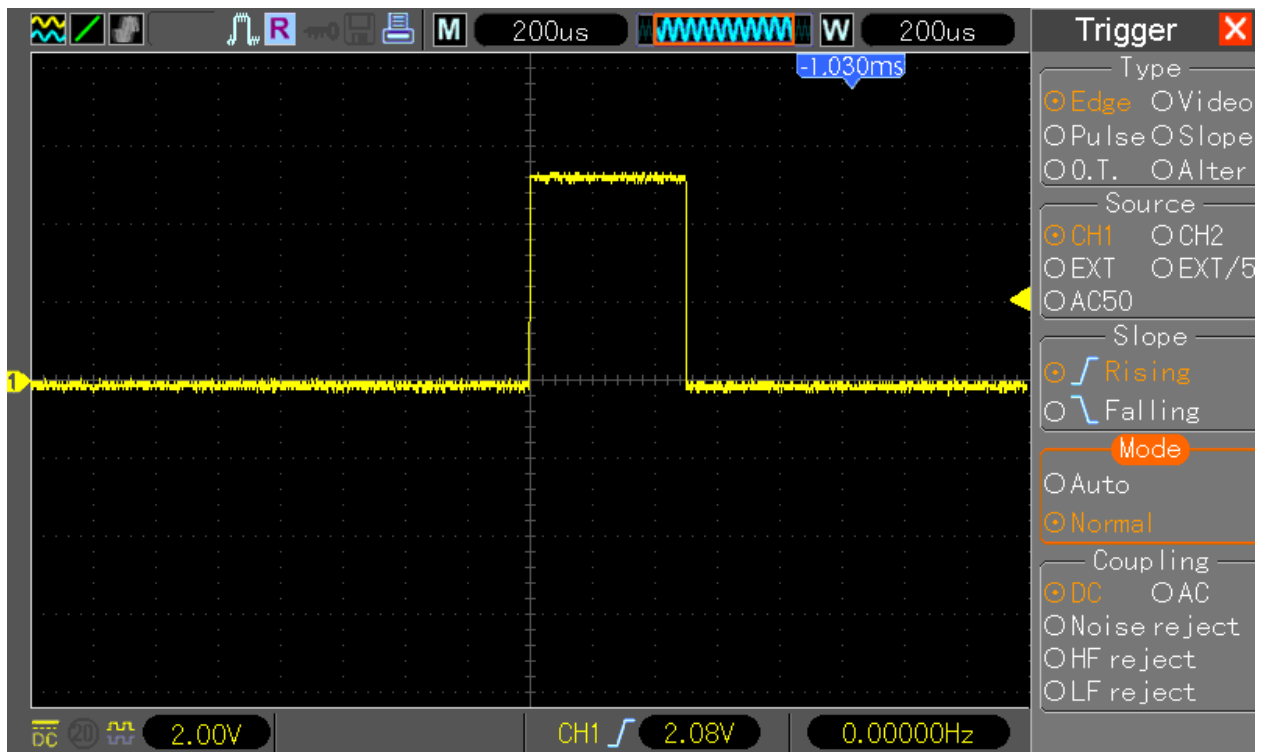 R M 200us W 200us Trigger X
-1.030ms
Type
Edge Video
Pulse Slope
O.T. Alter
Source
CH1 CH2
EXT EXT/5
AC50
1
Slope
Rising
Falling
Mode
Auto
Normal
Coupling
DC AC
Noise reject
HF reject
LF reject
DC 20 2.00V CH1 2.08V 0.00000Hz